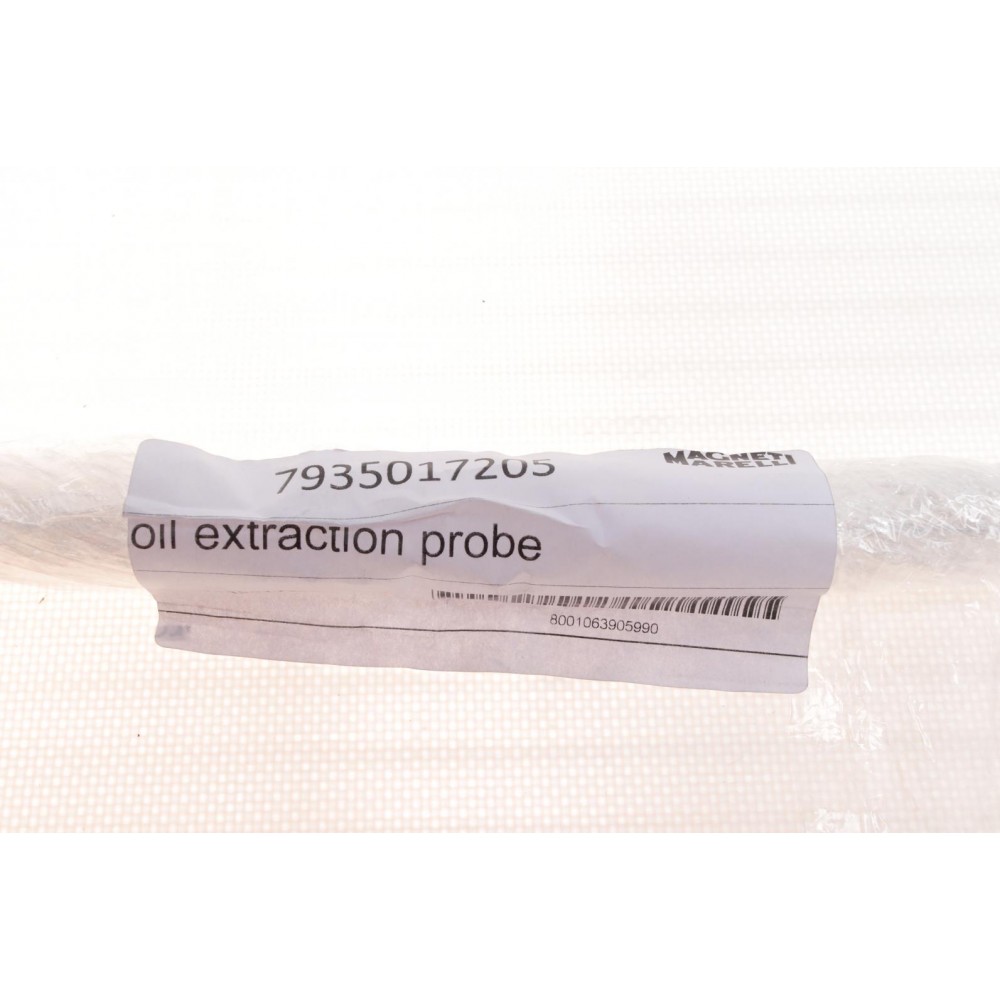 7935017205
MAGNETI
MARELLI
oil extraction probe
8001063905990